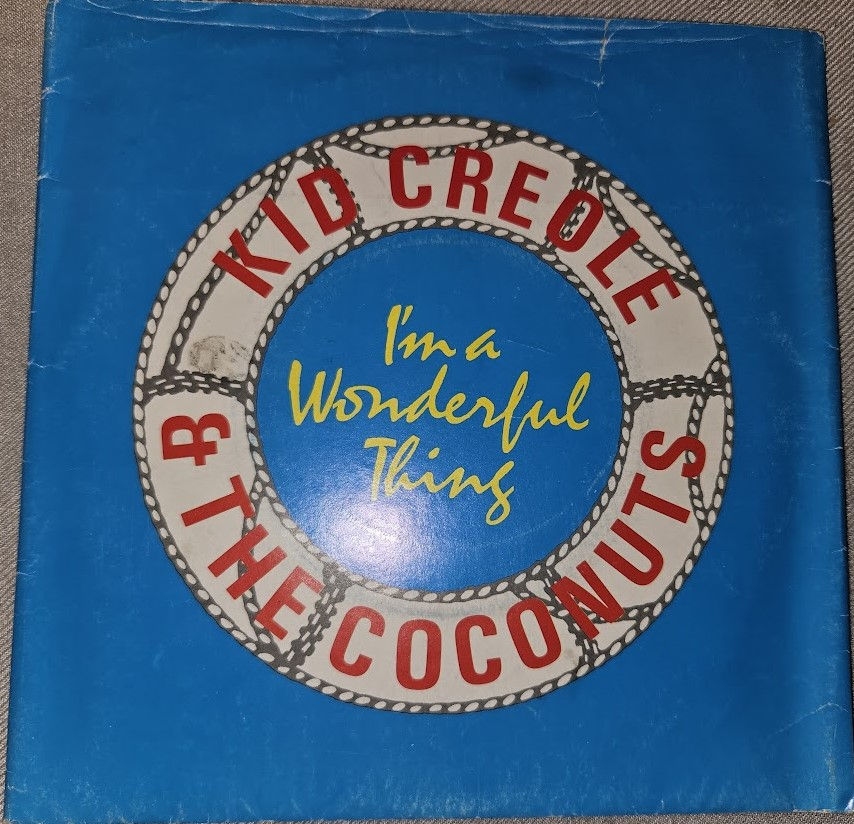 KID CREOLE
& THE COCONUTS
I'm a
Wonderful
Thing